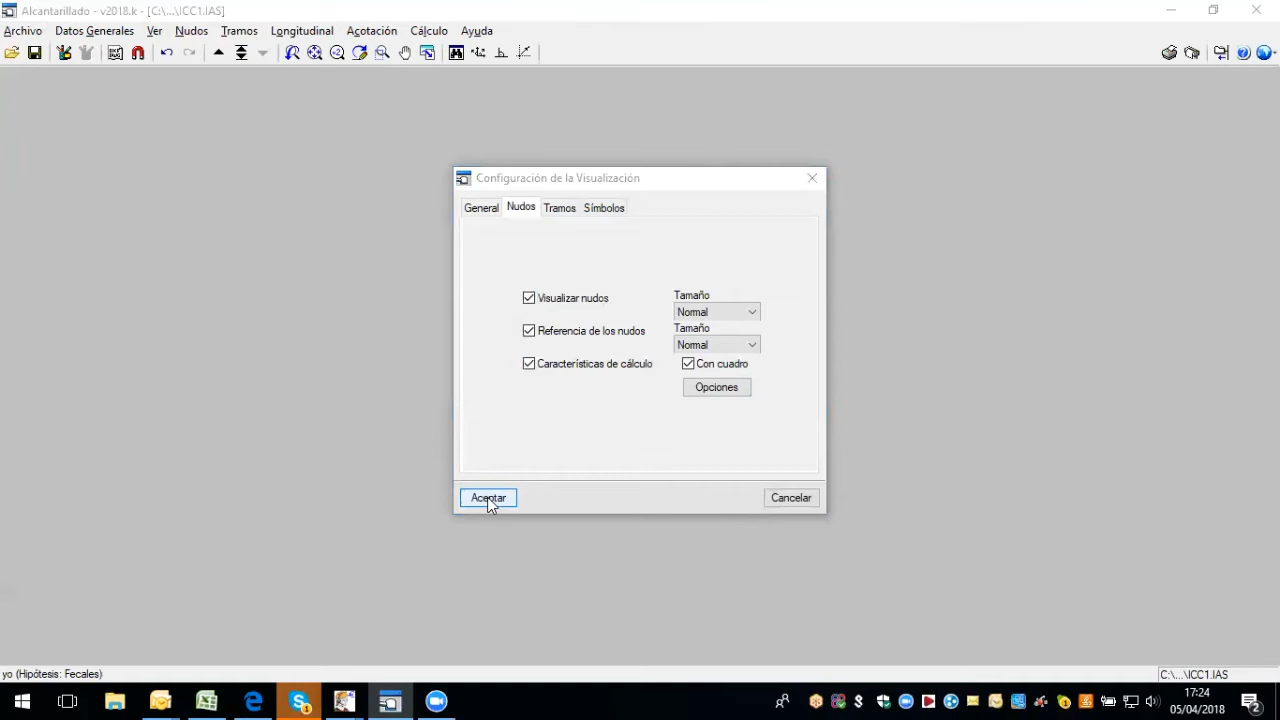 Alcantarillado - v2018.k - [C:\...\ICC1.IAS]
Archivo Datos Generales Ver Nudos Tramos Longitudinal Acotación Cálculo Ayuda
Configuración de la Visualización
General Nudos Tramos Símbolos
Tamaño
Visualizar nudos Normal
Tamaño
Referencia de los nudos Normal
Características de cálculo Con cuadro
Opciones
Aceptar Cancelar
yo (Hipótesis: Fecales) C:\...\ICC1.IAS
17:24
05/04/2018